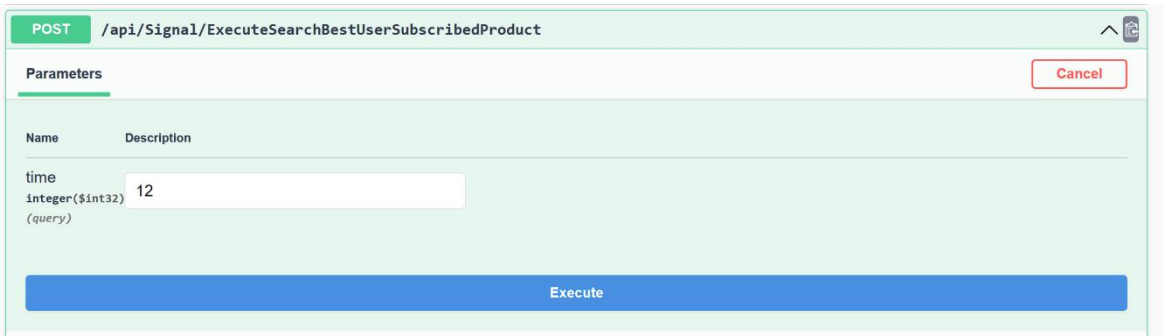 POST /api/Signal/ExecuteSearchBestUserSubscribedProduct
Parameters
Cancel
Name Description
time
integer($int32)
12
(query)
Execute